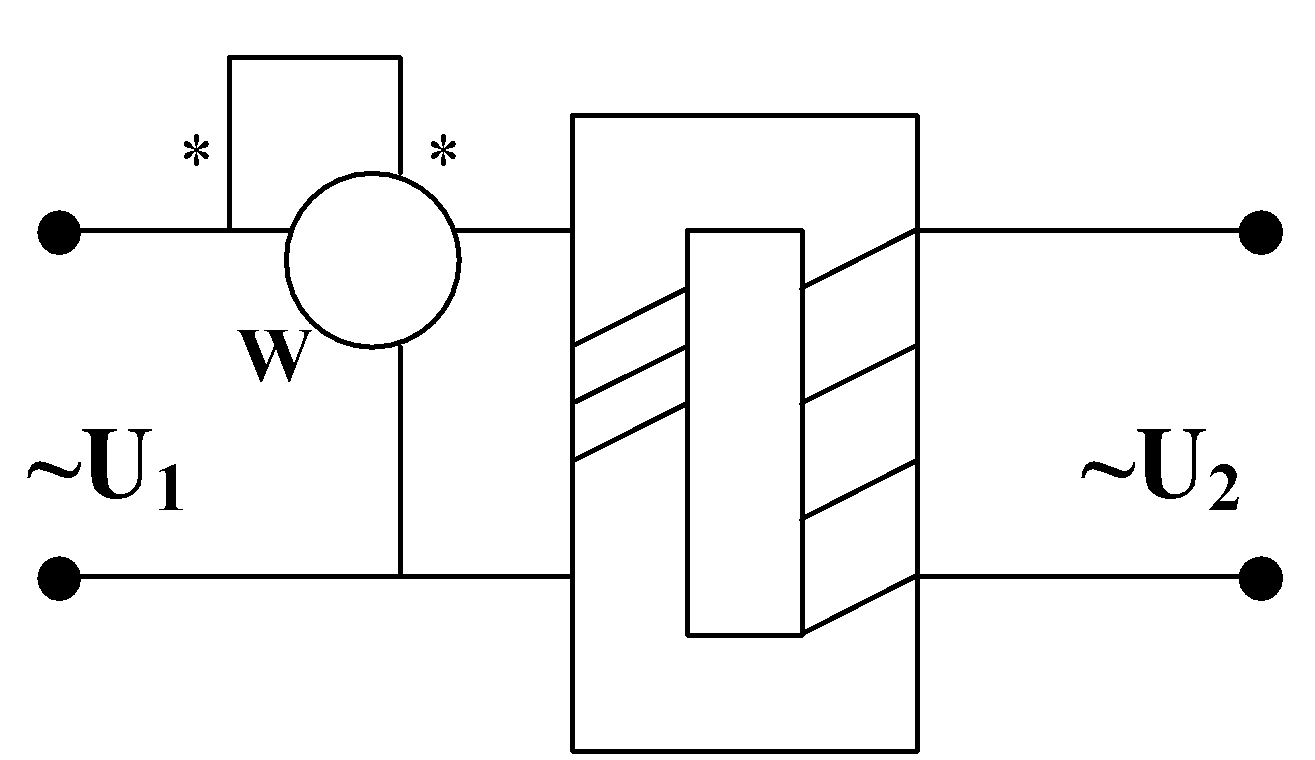 * *
W
~U₁ ~U₂